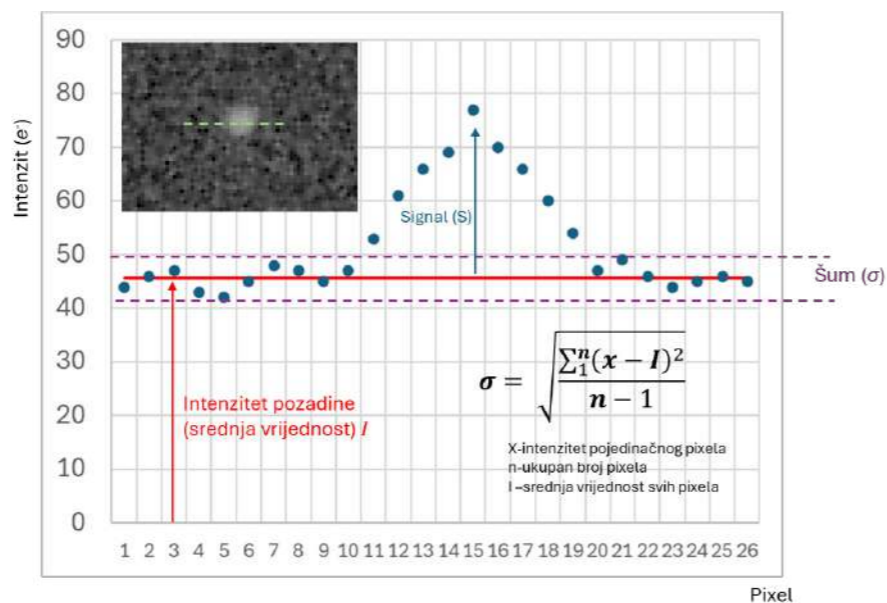 90
80
70
60
50
40
30
20
10
0
Intenzit (e⁻)
Signal (S)
Šum (σ)
Intenzitet pozadine
(srednja vrijednost) I
σ = √(∑₁ⁿ(x − I)² / (n − 1))
X-intenzitet pojedinačnog pixela
n-ukupan broj pixela
I –srednja vrijednost svih pixela
1 2 3 4 5 6 7 8 9 10 11 12 13 14 15 16 17 18 19 20 21 22 23 24 25 26
Pixel